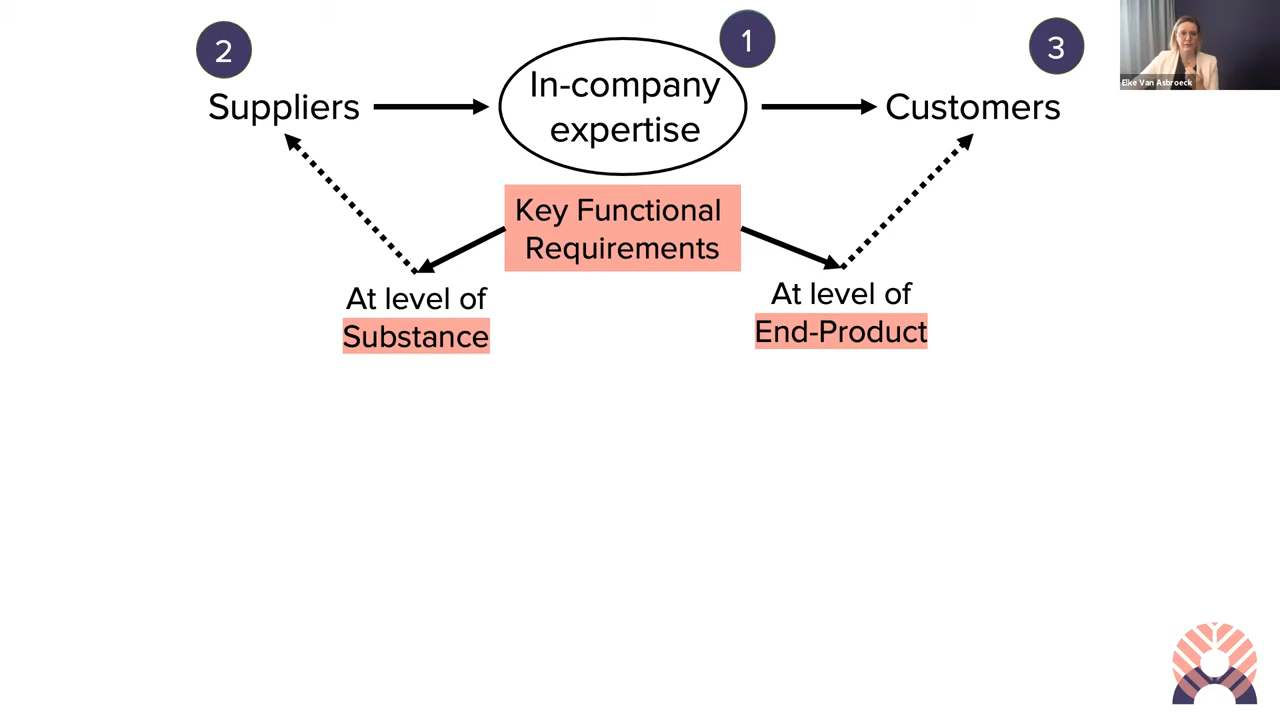 2
1
3
Elke Van Asbroeck
Suppliers
In-company
expertise
Customers
Key Functional
Requirements
At level of
Substance
At level of
End-Product